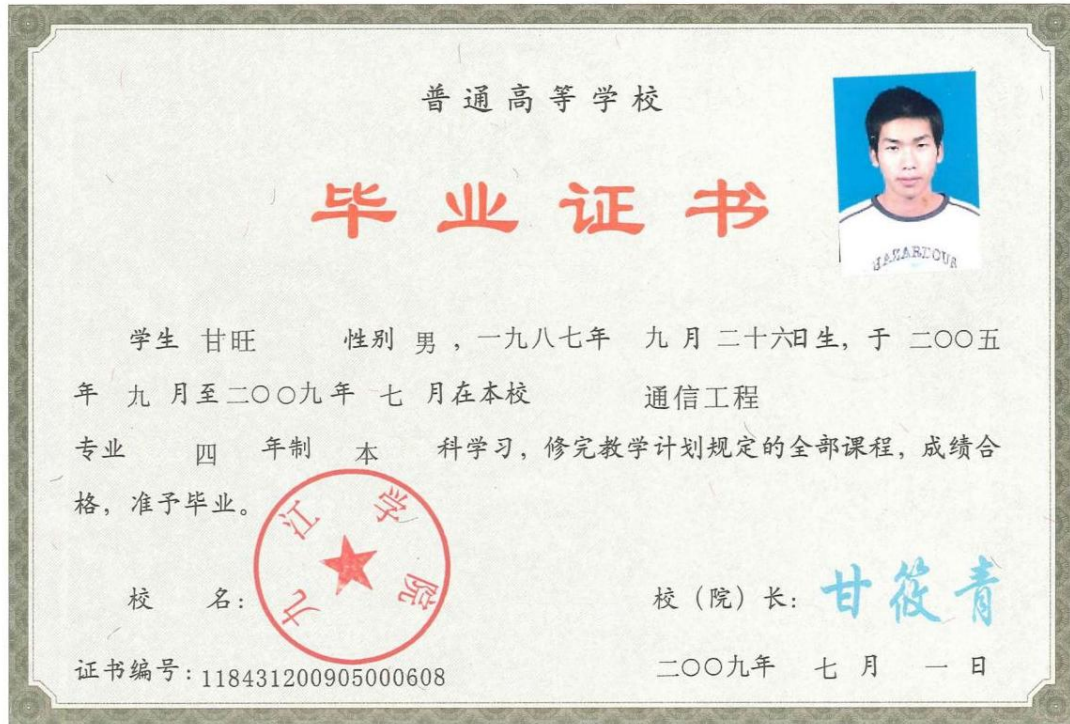 普通高等学校
毕业证书
HAZARDOUS
学生 甘旺 性别 男 ，一九八七年 九 月 二十六日生，于 二〇〇五
年 九 月至二〇〇九年 七 月在本校 通信工程
专业 四 年制 本 科学习，修完教学计划规定的全部课程，成绩合
格，准予毕业。
九江学院
校 名：
校（院）长：甘筱青
证书编号：118431200905000608
二〇〇九年 七 月 一 日